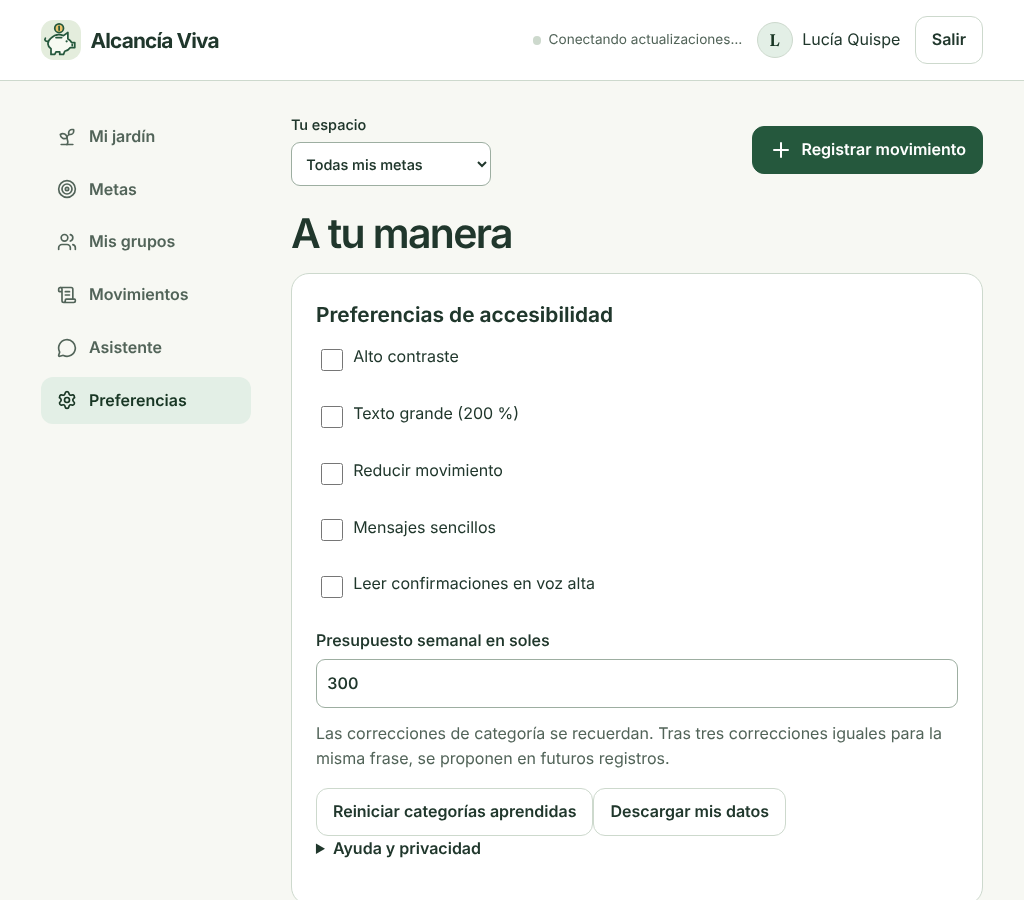 Alcancía Viva
Conectando actualizaciones...
L
Lucía Quispe
Salir
Mi jardín
Metas
Mis grupos
Movimientos
Asistente
Preferencias
Tu espacio
Todas mis metas
Registrar movimiento
A tu manera
Preferencias de accesibilidad
Alto contraste
Texto grande (200 %)
Reducir movimiento
Mensajes sencillos
Leer confirmaciones en voz alta
Presupuesto semanal en soles
300
Las correcciones de categoría se recuerdan. Tras tres correcciones iguales para la
misma frase, se proponen en futuros registros.
Reiniciar categorías aprendidas
Descargar mis datos
Ayuda y privacidad